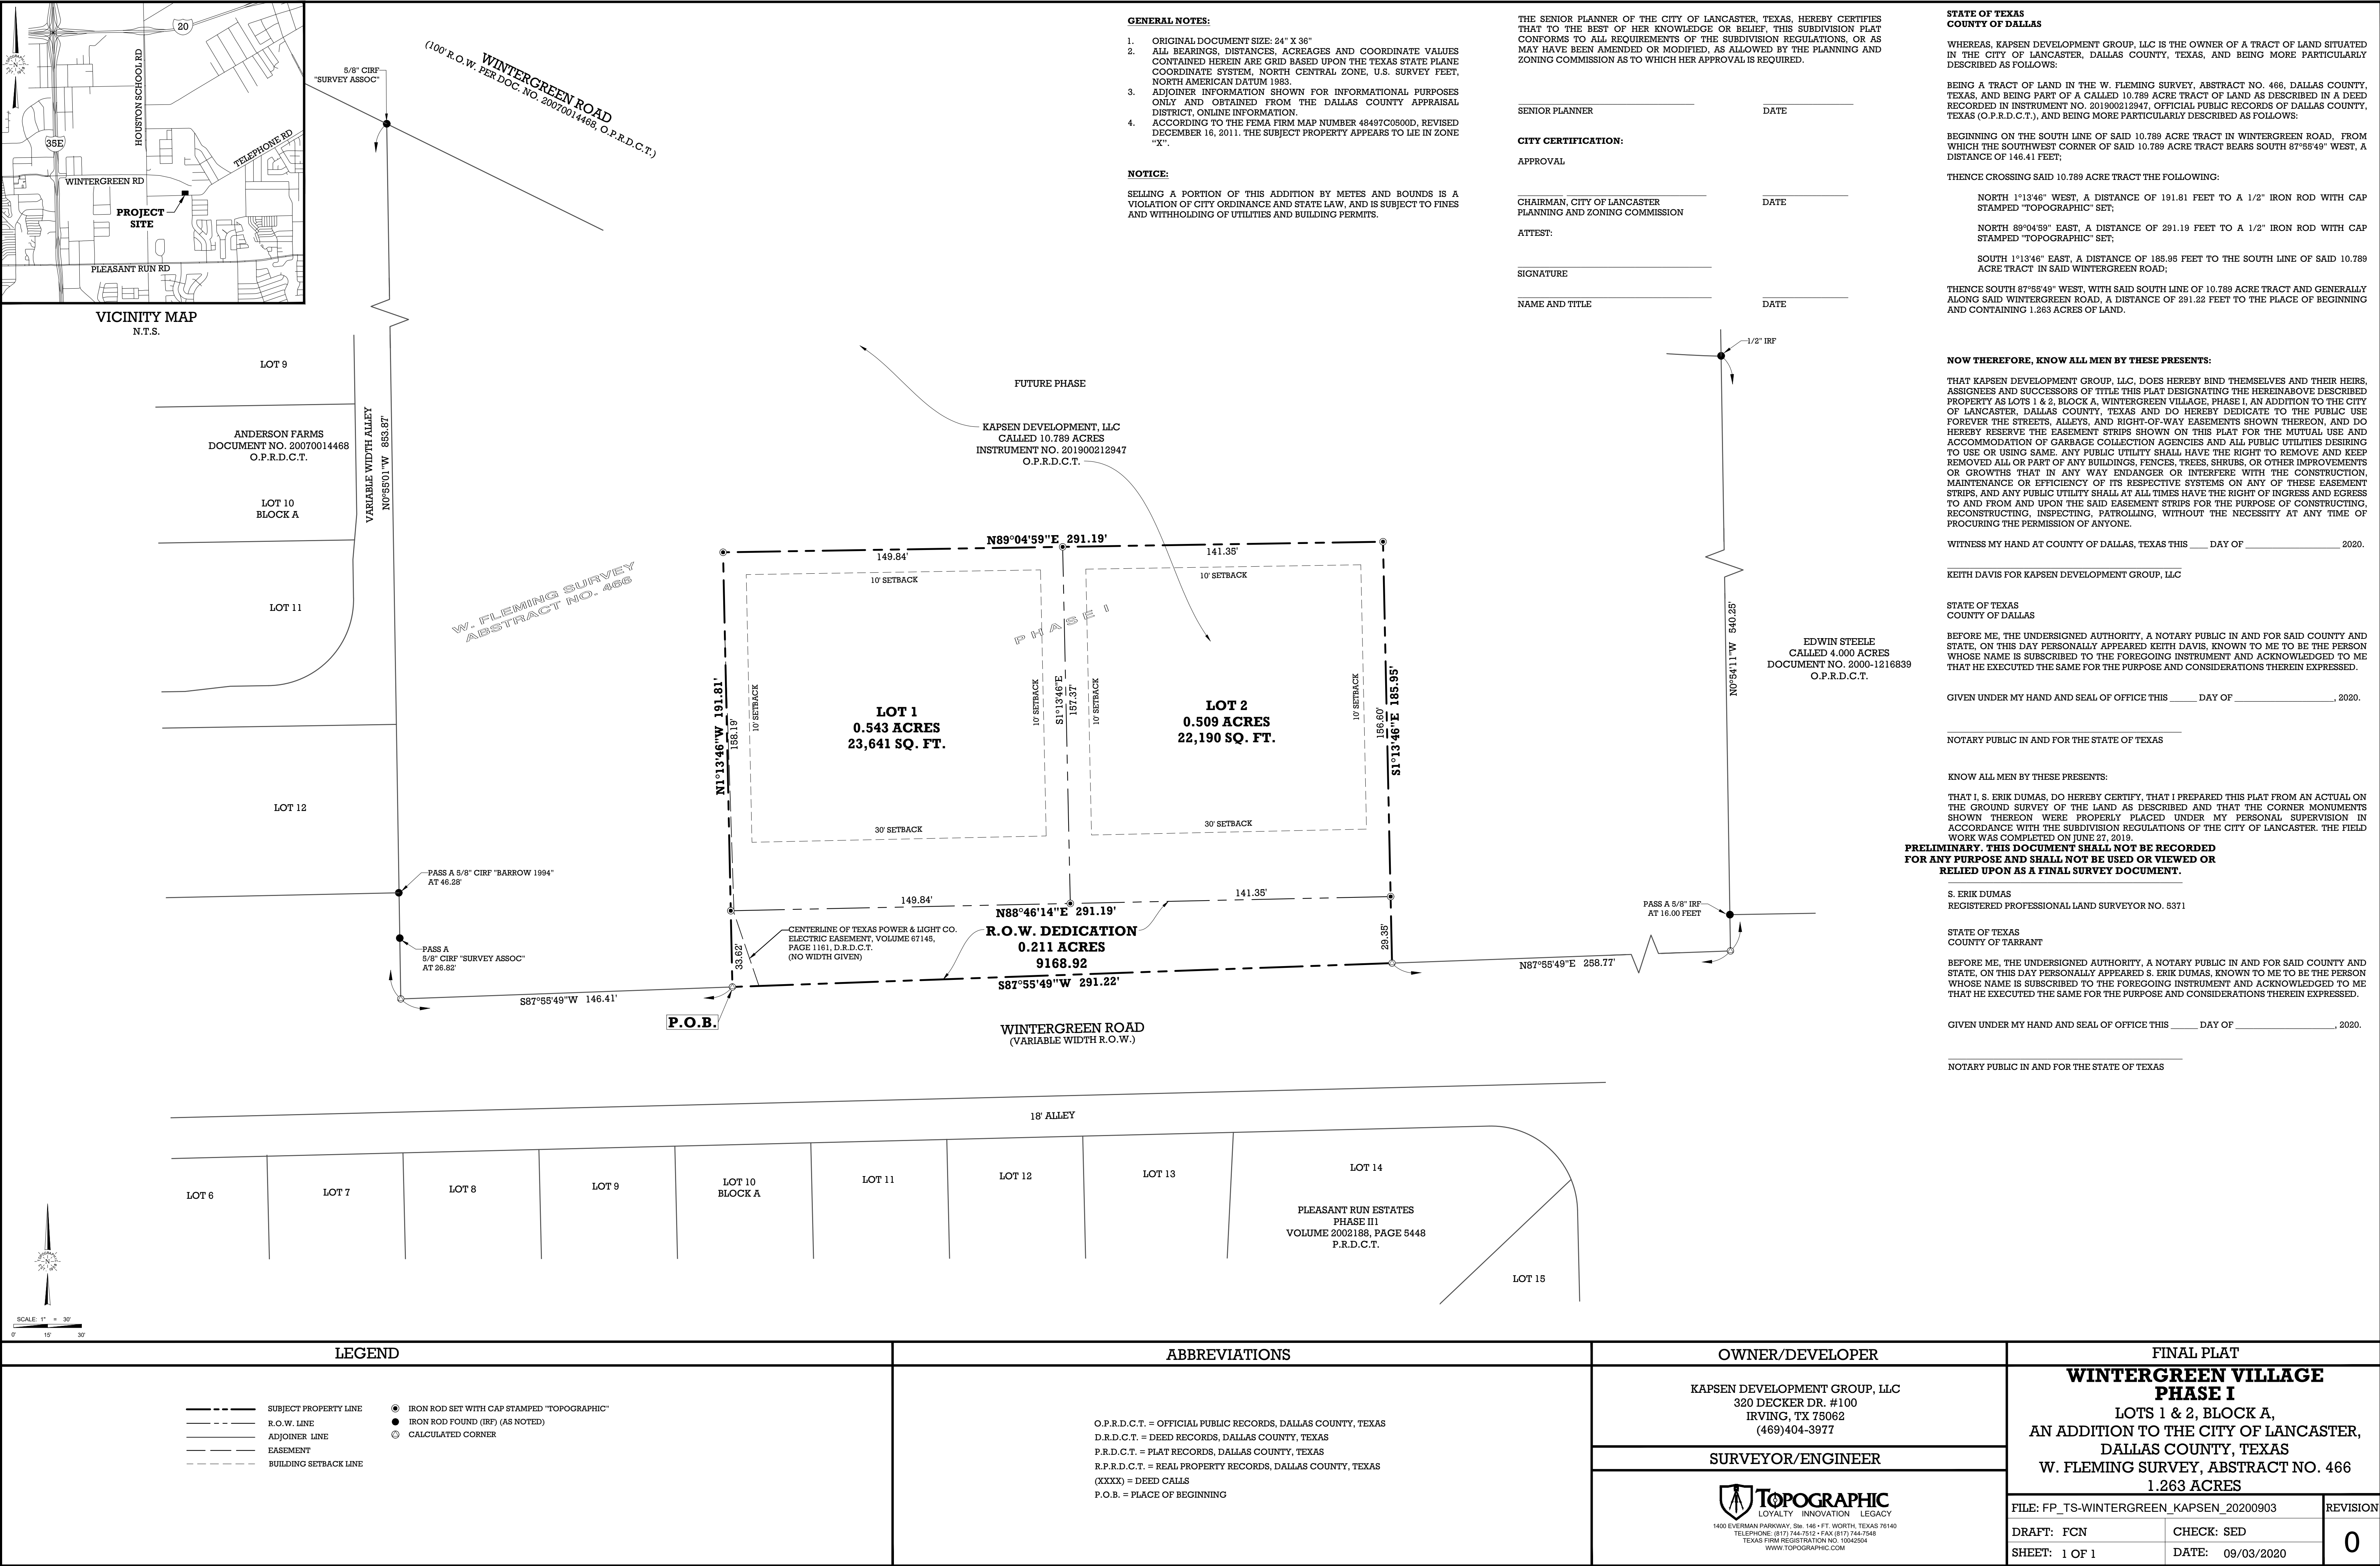 20
HOUSTON SCHOOL RD
35E
TELEPHONE RD
WINTERGREEN RD
PROJECT
SITE
PLEASANT RUN RD
VICINITY MAP
N.T.S.
5/8" CIRF
"SURVEY ASSOC"
WINTERGREEN ROAD
(100' R.O.W. PER DOC. NO. 20070014468, O.P.R.D.C.T.)
GENERAL NOTES:
1. ORIGINAL DOCUMENT SIZE: 24" X 36"
2. ALL BEARINGS, DISTANCES, ACREAGES AND COORDINATE VALUES
CONTAINED HEREIN ARE GRID BASED UPON THE TEXAS STATE PLANE
COORDINATE SYSTEM, NORTH CENTRAL ZONE, U.S. SURVEY FEET,
NORTH AMERICAN DATUM 1983.
3. ADJOINER INFORMATION SHOWN FOR INFORMATIONAL PURPOSES
ONLY AND OBTAINED FROM THE DALLAS COUNTY APPRAISAL
DISTRICT, ONLINE INFORMATION.
4. ACCORDING TO THE FEMA FIRM MAP NUMBER 48497C0500D, REVISED
DECEMBER 16, 2011. THE SUBJECT PROPERTY APPEARS TO LIE IN ZONE
“X”.
NOTICE:
SELLING A PORTION OF THIS ADDITION BY METES AND BOUNDS IS A
VIOLATION OF CITY ORDINANCE AND STATE LAW, AND IS SUBJECT TO FINES
AND WITHHOLDING OF UTILITIES AND BUILDING PERMITS.
THE SENIOR PLANNER OF THE CITY OF LANCASTER, TEXAS, HEREBY CERTIFIES
THAT TO THE BEST OF HER KNOWLEDGE OR BELIEF, THIS SUBDIVISION PLAT
CONFORMS TO ALL REQUIREMENTS OF THE SUBDIVISION REGULATIONS, OR AS
MAY HAVE BEEN AMENDED OR MODIFIED, AS ALLOWED BY THE PLANNING AND
ZONING COMMISSION AS TO WHICH HER APPROVAL IS REQUIRED.
SENIOR PLANNER DATE
CITY CERTIFICATION:
APPROVAL
CHAIRMAN, CITY OF LANCASTER DATE
PLANNING AND ZONING COMMISSION
ATTEST:
SIGNATURE
NAME AND TITLE DATE
STATE OF TEXAS
COUNTY OF DALLAS
WHEREAS, KAPSEN DEVELOPMENT GROUP, LLC IS THE OWNER OF A TRACT OF LAND SITUATED
IN THE CITY OF LANCASTER, DALLAS COUNTY, TEXAS, AND BEING MORE PARTICULARLY
DESCRIBED AS FOLLOWS:
BEING A TRACT OF LAND IN THE W. FLEMING SURVEY, ABSTRACT NO. 466, DALLAS COUNTY,
TEXAS, AND BEING PART OF A CALLED 10.789 ACRE TRACT OF LAND AS DESCRIBED IN A DEED
RECORDED IN INSTRUMENT NO. 201900212947, OFFICIAL PUBLIC RECORDS OF DALLAS COUNTY,
TEXAS (O.P.R.D.C.T.), AND BEING MORE PARTICULARLY DESCRIBED AS FOLLOWS:
BEGINNING ON THE SOUTH LINE OF SAID 10.789 ACRE TRACT IN WINTERGREEN ROAD, FROM
WHICH THE SOUTHWEST CORNER OF SAID 10.789 ACRE TRACT BEARS SOUTH 87°55'49" WEST, A
DISTANCE OF 146.41 FEET;
THENCE CROSSING SAID 10.789 ACRE TRACT THE FOLLOWING:
NORTH 1°13'46" WEST, A DISTANCE OF 191.81 FEET TO A 1/2" IRON ROD WITH CAP
STAMPED "TOPOGRAPHIC" SET;
NORTH 89°04'59" EAST, A DISTANCE OF 291.19 FEET TO A 1/2" IRON ROD WITH CAP
STAMPED "TOPOGRAPHIC" SET;
SOUTH 1°13'46" EAST, A DISTANCE OF 185.95 FEET TO THE SOUTH LINE OF SAID 10.789
ACRE TRACT IN SAID WINTERGREEN ROAD;
THENCE SOUTH 87°55'49" WEST, WITH SAID SOUTH LINE OF 10.789 ACRE TRACT AND GENERALLY
ALONG SAID WINTERGREEN ROAD, A DISTANCE OF 291.22 FEET TO THE PLACE OF BEGINNING
AND CONTAINING 1.263 ACRES OF LAND.
NOW THEREFORE, KNOW ALL MEN BY THESE PRESENTS:
THAT KAPSEN DEVELOPMENT GROUP, LLC, DOES HEREBY BIND THEMSELVES AND THEIR HEIRS,
ASSIGNEES AND SUCCESSORS OF TITLE THIS PLAT DESIGNATING THE HEREINABOVE DESCRIBED
PROPERTY AS LOTS 1 & 2, BLOCK A, WINTERGREEN VILLAGE, PHASE I, AN ADDITION TO THE CITY
OF LANCASTER, DALLAS COUNTY, TEXAS AND DO HEREBY DEDICATE TO THE PUBLIC USE
FOREVER THE STREETS, ALLEYS, AND RIGHT-OF-WAY EASEMENTS SHOWN THEREON, AND DO
HEREBY RESERVE THE EASEMENT STRIPS SHOWN ON THIS PLAT FOR THE MUTUAL USE AND
ACCOMMODATION OF GARBAGE COLLECTION AGENCIES AND ALL PUBLIC UTILITIES DESIRING
TO USE OR USING SAME. ANY PUBLIC UTILITY SHALL HAVE THE RIGHT TO REMOVE AND KEEP
REMOVED ALL OR PART OF ANY BUILDINGS, FENCES, TREES, SHRUBS, OR OTHER IMPROVEMENTS
OR GROWTHS THAT IN ANY WAY ENDANGER OR INTERFERE WITH THE CONSTRUCTION,
MAINTENANCE OR EFFICIENCY OF ITS RESPECTIVE SYSTEMS ON ANY OF THESE EASEMENT
STRIPS, AND ANY PUBLIC UTILITY SHALL AT ALL TIMES HAVE THE RIGHT OF INGRESS AND EGRESS
TO AND FROM AND UPON THE SAID EASEMENT STRIPS FOR THE PURPOSE OF CONSTRUCTING,
RECONSTRUCTING, INSPECTING, PATROLLING, WITHOUT THE NECESSITY AT ANY TIME OF
PROCURING THE PERMISSION OF ANYONE.
WITNESS MY HAND AT COUNTY OF DALLAS, TEXAS THIS ____ DAY OF ____________________ 2020.
KEITH DAVIS FOR KAPSEN DEVELOPMENT GROUP, LLC
STATE OF TEXAS
COUNTY OF DALLAS
BEFORE ME, THE UNDERSIGNED AUTHORITY, A NOTARY PUBLIC IN AND FOR SAID COUNTY AND
STATE, ON THIS DAY PERSONALLY APPEARED KEITH DAVIS, KNOWN TO ME TO BE THE PERSON
WHOSE NAME IS SUBSCRIBED TO THE FOREGOING INSTRUMENT AND ACKNOWLEDGED TO ME
THAT HE EXECUTED THE SAME FOR THE PURPOSE AND CONSIDERATIONS THEREIN EXPRESSED.
GIVEN UNDER MY HAND AND SEAL OF OFFICE THIS ______ DAY OF ____________________, 2020.
NOTARY PUBLIC IN AND FOR THE STATE OF TEXAS
KNOW ALL MEN BY THESE PRESENTS:
THAT I, S. ERIK DUMAS, DO HEREBY CERTIFY, THAT I PREPARED THIS PLAT FROM AN ACTUAL ON
THE GROUND SURVEY OF THE LAND AS DESCRIBED AND THAT THE CORNER MONUMENTS
SHOWN THEREON WERE PROPERLY PLACED UNDER MY PERSONAL SUPERVISION IN
ACCORDANCE WITH THE SUBDIVISION REGULATIONS OF THE CITY OF LANCASTER. THE FIELD
WORK WAS COMPLETED ON JUNE 27, 2019.
PRELIMINARY. THIS DOCUMENT SHALL NOT BE RECORDED
FOR ANY PURPOSE AND SHALL NOT BE USED OR VIEWED OR
RELIED UPON AS A FINAL SURVEY DOCUMENT.
S. ERIK DUMAS
REGISTERED PROFESSIONAL LAND SURVEYOR NO. 5371
STATE OF TEXAS
COUNTY OF TARRANT
BEFORE ME, THE UNDERSIGNED AUTHORITY, A NOTARY PUBLIC IN AND FOR SAID COUNTY AND
STATE, ON THIS DAY PERSONALLY APPEARED S. ERIK DUMAS, KNOWN TO ME TO BE THE PERSON
WHOSE NAME IS SUBSCRIBED TO THE FOREGOING INSTRUMENT AND ACKNOWLEDGED TO ME
THAT HE EXECUTED THE SAME FOR THE PURPOSE AND CONSIDERATIONS THEREIN EXPRESSED.
GIVEN UNDER MY HAND AND SEAL OF OFFICE THIS ______ DAY OF ____________________, 2020.
NOTARY PUBLIC IN AND FOR THE STATE OF TEXAS
LOT 9
ANDERSON FARMS
DOCUMENT NO. 20070014468
O.P.R.D.C.T.
LOT 10
BLOCK A
LOT 11
LOT 12
VARIABLE WIDTH ALLEY
N0°55'01"W 853.87'
FUTURE PHASE
KAPSEN DEVELOPMENT, LLC
CALLED 10.789 ACRES
INSTRUMENT NO. 201900212947
O.P.R.D.C.T.
W. FLEMING SURVEY
ABSTRACT NO. 466
1/2" IRF
N0°54'11"W 540.25'
EDWIN STEELE
CALLED 4.000 ACRES
DOCUMENT NO. 2000-1216839
O.P.R.D.C.T.
N89°04'59"E 291.19'
149.84'
141.35'
10' SETBACK
10' SETBACK
PHASE I
N1°13'46"W 191.81'
158.19'
10' SETBACK
LOT 1
0.543 ACRES
23,641 SQ. FT.
10' SETBACK
S1°13'46"E
157.37'
10' SETBACK
LOT 2
0.509 ACRES
22,190 SQ. FT.
10' SETBACK
156.60'
S1°13'46"E 185.95'
30' SETBACK
30' SETBACK
PASS A 5/8" CIRF "BARROW 1994"
AT 46.28'
PASS A
5/8" CIRF "SURVEY ASSOC"
AT 26.82'
149.84'
141.35'
N88°46'14"E 291.19'
CENTERLINE OF TEXAS POWER & LIGHT CO.
ELECTRIC EASEMENT, VOLUME 67145,
PAGE 1161, D.R.D.C.T.
(NO WIDTH GIVEN)
R.O.W. DEDICATION
0.211 ACRES
9168.92
33.62'
29.35'
PASS A 5/8" IRF
AT 16.00 FEET
S87°55'49"W 146.41'
S87°55'49"W 291.22'
N87°55'49"E 258.77'
P.O.B.
WINTERGREEN ROAD
(VARIABLE WIDTH R.O.W.)
18' ALLEY
LOT 6
LOT 7
LOT 8
LOT 9
LOT 10
BLOCK A
LOT 11
LOT 12
LOT 13
LOT 14
PLEASANT RUN ESTATES
PHASE II1
VOLUME 2002188, PAGE 5448
P.R.D.C.T.
LOT 15
SCALE: 1" = 30'
0' 15' 30'
LEGEND
SUBJECT PROPERTY LINE
R.O.W. LINE
ADJOINER LINE
EASEMENT
BUILDING SETBACK LINE
IRON ROD SET WITH CAP STAMPED "TOPOGRAPHIC"
IRON ROD FOUND (IRF) (AS NOTED)
CALCULATED CORNER
ABBREVIATIONS
O.P.R.D.C.T. = OFFICIAL PUBLIC RECORDS, DALLAS COUNTY, TEXAS
D.R.D.C.T. = DEED RECORDS, DALLAS COUNTY, TEXAS
P.R.D.C.T. = PLAT RECORDS, DALLAS COUNTY, TEXAS
R.P.R.D.C.T. = REAL PROPERTY RECORDS, DALLAS COUNTY, TEXAS
(XXXX) = DEED CALLS
P.O.B. = PLACE OF BEGINNING
OWNER/DEVELOPER
KAPSEN DEVELOPMENT GROUP, LLC
320 DECKER DR. #100
IRVING, TX 75062
(469)404-3977
SURVEYOR/ENGINEER
TOPOGRAPHIC
LOYALTY INNOVATION LEGACY
1400 EVERMAN PARKWAY, Ste. 146 • FT. WORTH, TEXAS 76140
TELEPHONE: (817) 744-7512 • FAX (817) 744-7548
TEXAS FIRM REGISTRATION NO. 10042504
WWW.TOPOGRAPHIC.COM
FINAL PLAT
WINTERGREEN VILLAGE
PHASE I
LOTS 1 & 2, BLOCK A,
AN ADDITION TO THE CITY OF LANCASTER,
DALLAS COUNTY, TEXAS
W. FLEMING SURVEY, ABSTRACT NO. 466
1.263 ACRES
FILE: FP_TS-WINTERGREEN_KAPSEN_20200903
REVISION
DRAFT: FCN
CHECK: SED
0
SHEET: 1 OF 1
DATE: 09/03/2020